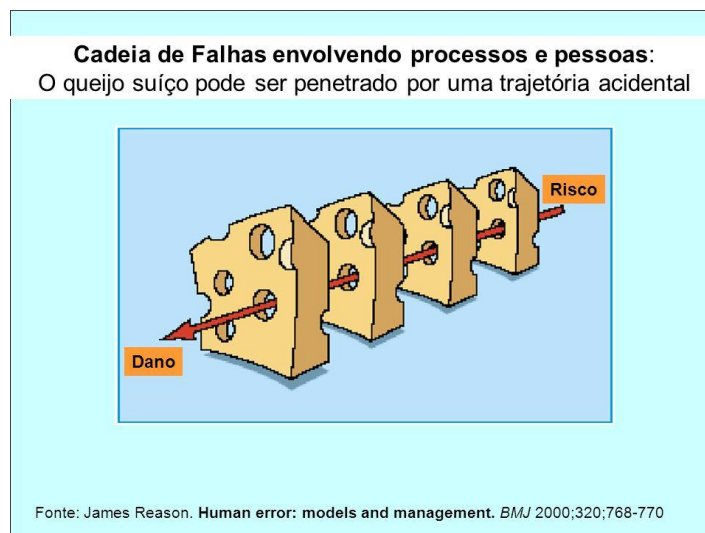 Cadeia de Falhas envolvendo processos e pessoas:
O queijo suíço pode ser penetrado por uma trajetória acidental
Risco
Dano
Fonte: James Reason. Human error: models and management. BMJ 2000;320;768-770